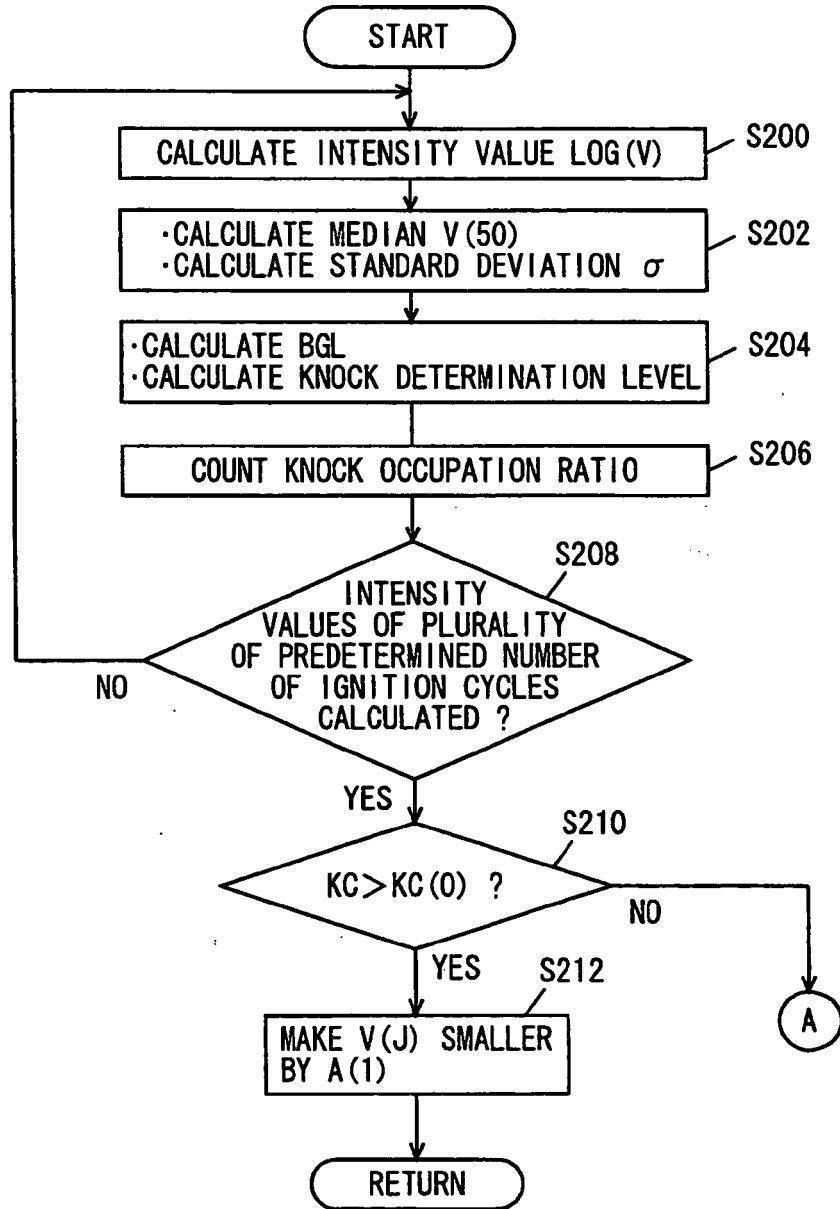 START
CALCULATE INTENSITY VALUE LOG(V)
S200
·CALCULATE MEDIAN V(50)
·CALCULATE STANDARD DEVIATION σ
S202
·CALCULATE BGL
·CALCULATE KNOCK DETERMINATION LEVEL
S204
COUNT KNOCK OCCUPATION RATIO
S206
S208
INTENSITY
VALUES OF PLURALITY
OF PREDETERMINED NUMBER
OF IGNITION CYCLES
CALCULATED ?
NO
YES
S210
KC>KC(0) ?
NO
YES
S212
A
MAKE V(J) SMALLER
BY A(1)
RETURN